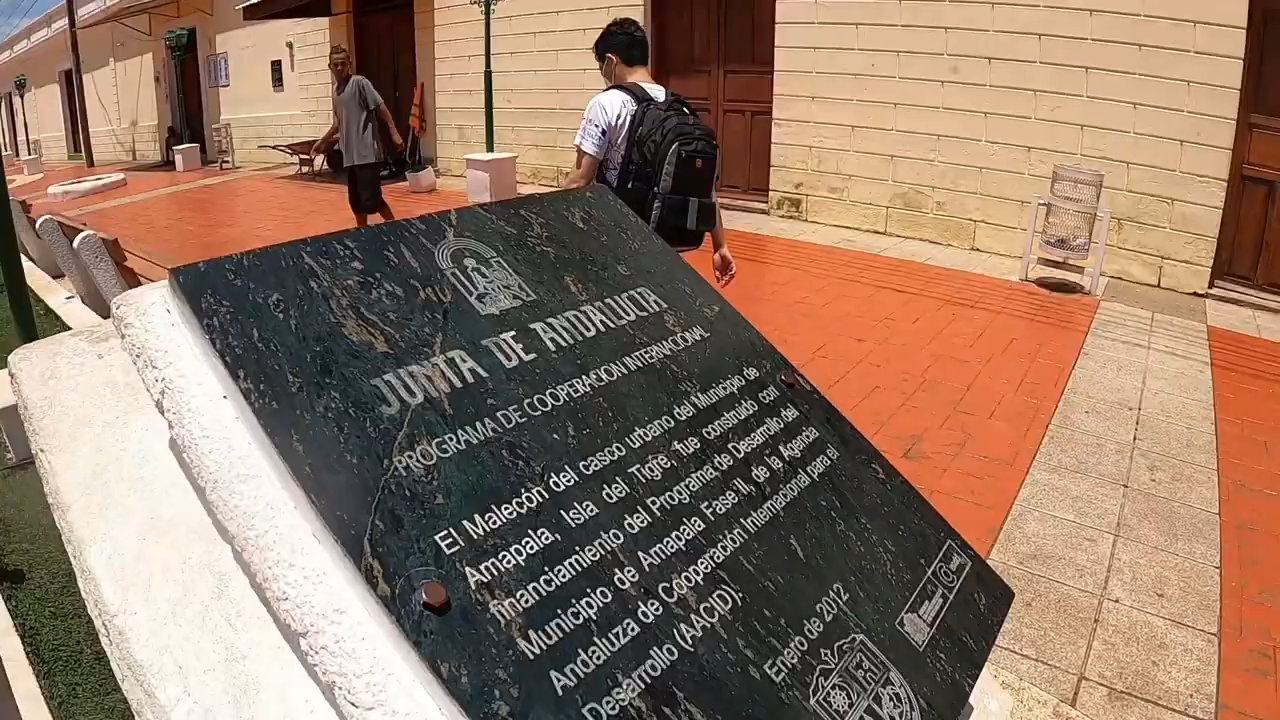 JUNTA DE ANDALUCIA
PROGRAMA DE COOPERACION INTERNACIONAL
El Malecón del casco urbano del Municipio de
Amapala, Isla del Tigre, fue construido con
financiamiento del Programa de Desarrollo del
Municipio de Amapala Fase II, de la Agencia
Andaluza de Cooperación Internacional para el
Desarrollo (AACID).
Enero de 2012